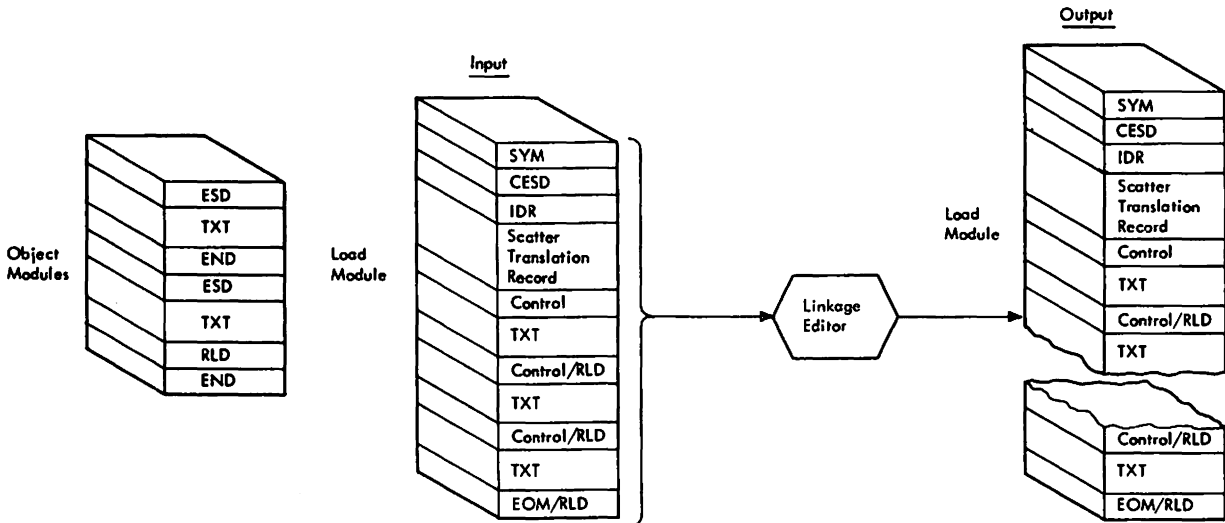 Input
Output
Object
Modules
ESD
TXT
END
ESD
TXT
RLD
END
Load
Module
SYM
CESD
IDR
Scatter
Translation
Record
Control
TXT
Control/RLD
TXT
Control/RLD
TXT
EOM/RLD
Linkage
Editor
Load
Module
SYM
CESD
IDR
Scatter
Translation
Record
Control
TXT
Control/RLD
TXT
Control/RLD
TXT
EOM/RLD